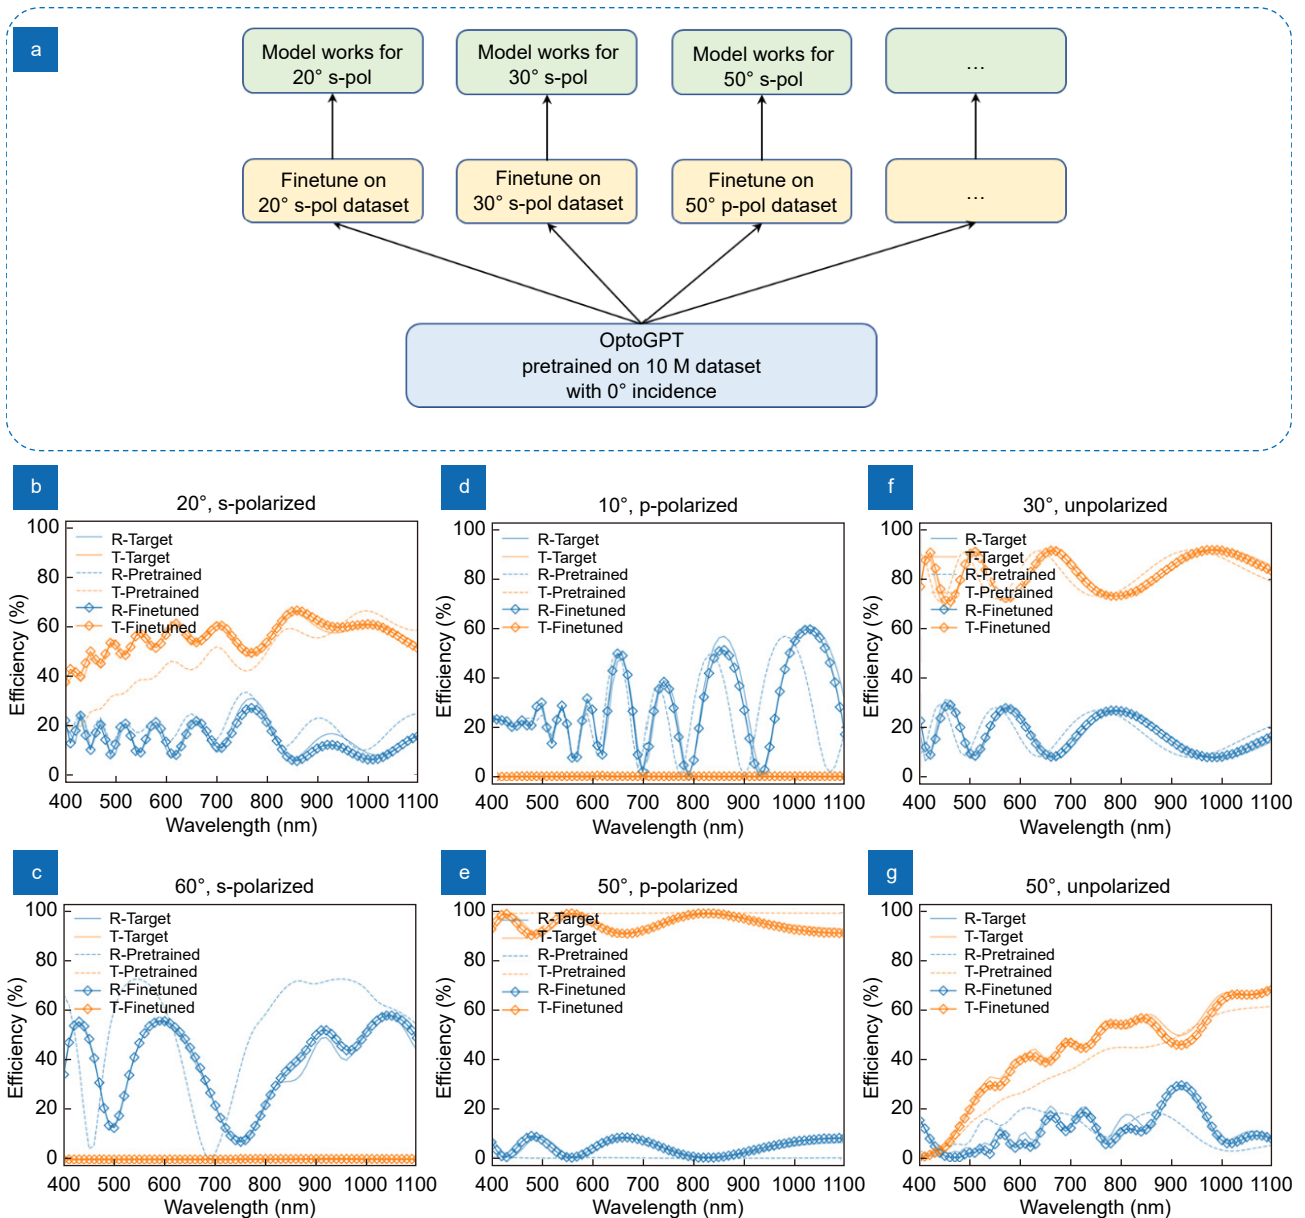 a
Model works for
20° s-pol
Model works for
30° s-pol
Model works for
50° s-pol
...
Finetune on
20° s-pol dataset
Finetune on
30° s-pol dataset
Finetune on
50° p-pol dataset
...
OptoGPT
pretrained on 10 M dataset
with 0° incidence
b
20°, s-polarized
100
80
60
40
20
0
Efficiency (%)
R-Target
T-Target
R-Pretrained
T-Pretrained
R-Finetuned
T-Finetuned
400 500 600 700 800 900 1000 1100
Wavelength (nm)
d
10°, p-polarized
100
80
60
40
20
0
Efficiency (%)
R-Target
T-Target
R-Pretrained
T-Pretrained
R-Finetuned
T-Finetuned
400 500 600 700 800 900 1000 1100
Wavelength (nm)
f
30°, unpolarized
100
80
60
40
20
0
Efficiency (%)
R-Target
T-Target
R-Pretrained
T-Pretrained
R-Finetuned
T-Finetuned
400 500 600 700 800 900 1000 1100
Wavelength (nm)
c
60°, s-polarized
100
80
60
40
20
0
Efficiency (%)
R-Target
T-Target
R-Pretrained
T-Pretrained
R-Finetuned
T-Finetuned
400 500 600 700 800 900 1000 1100
Wavelength (nm)
e
50°, p-polarized
100
80
60
40
20
0
Efficiency (%)
R-Target
T-Target
R-Pretrained
T-Pretrained
R-Finetuned
T-Finetuned
400 500 600 700 800 900 1000 1100
Wavelength (nm)
g
50°, unpolarized
100
80
60
40
20
0
Efficiency (%)
R-Target
T-Target
R-Pretrained
T-Pretrained
R-Finetuned
T-Finetuned
400 500 600 700 800 900 1000 1100
Wavelength (nm)